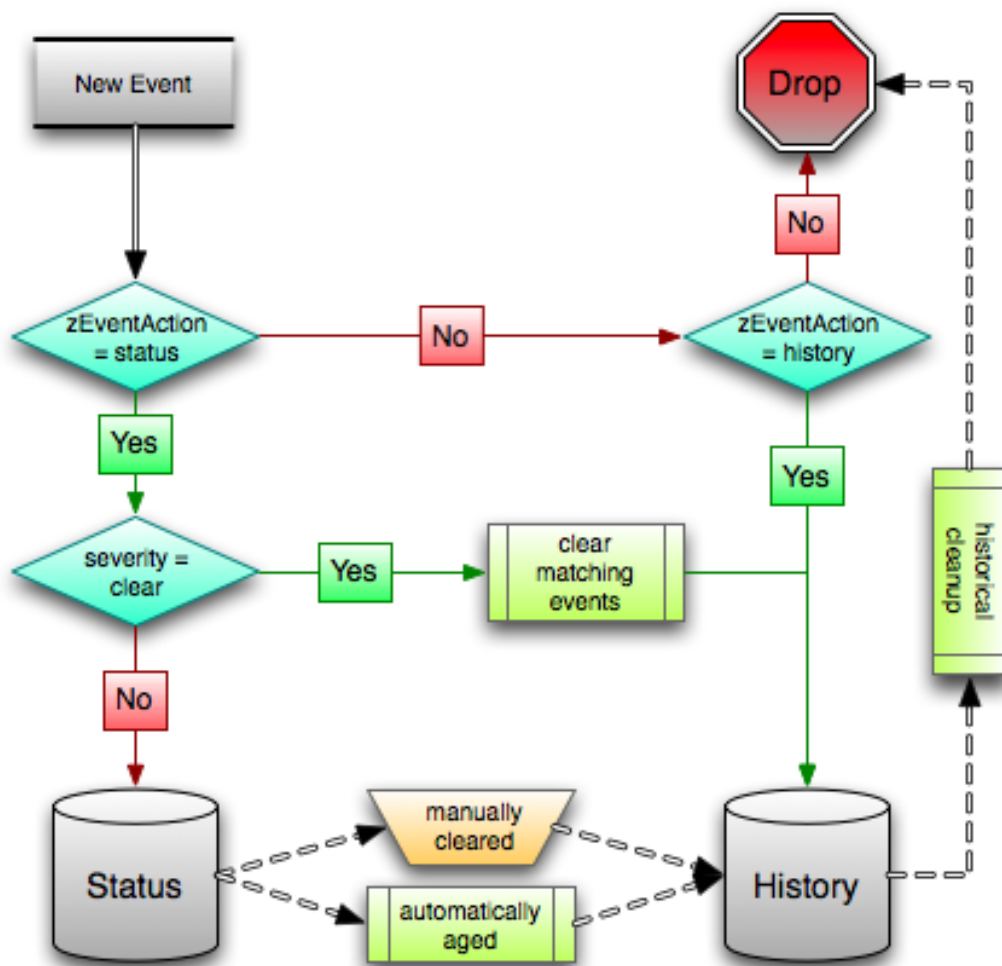 New Event
Drop
No
zEventAction
= status
No
zEventAction
= history
Yes
Yes
severity =
clear
Yes
clear
matching
events
historical
cleanup
No
Status
manually
cleared
automatically
aged
History